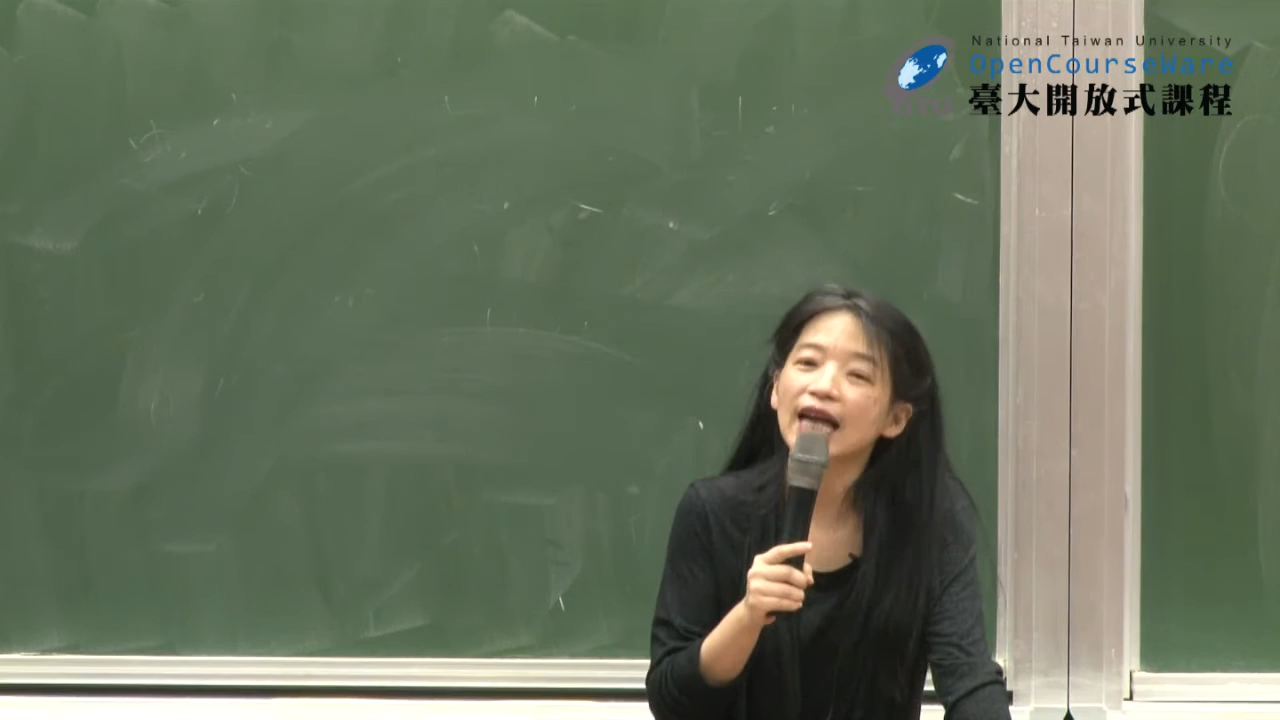 National Taiwan University
OpenCourseWare
臺大開放式課程